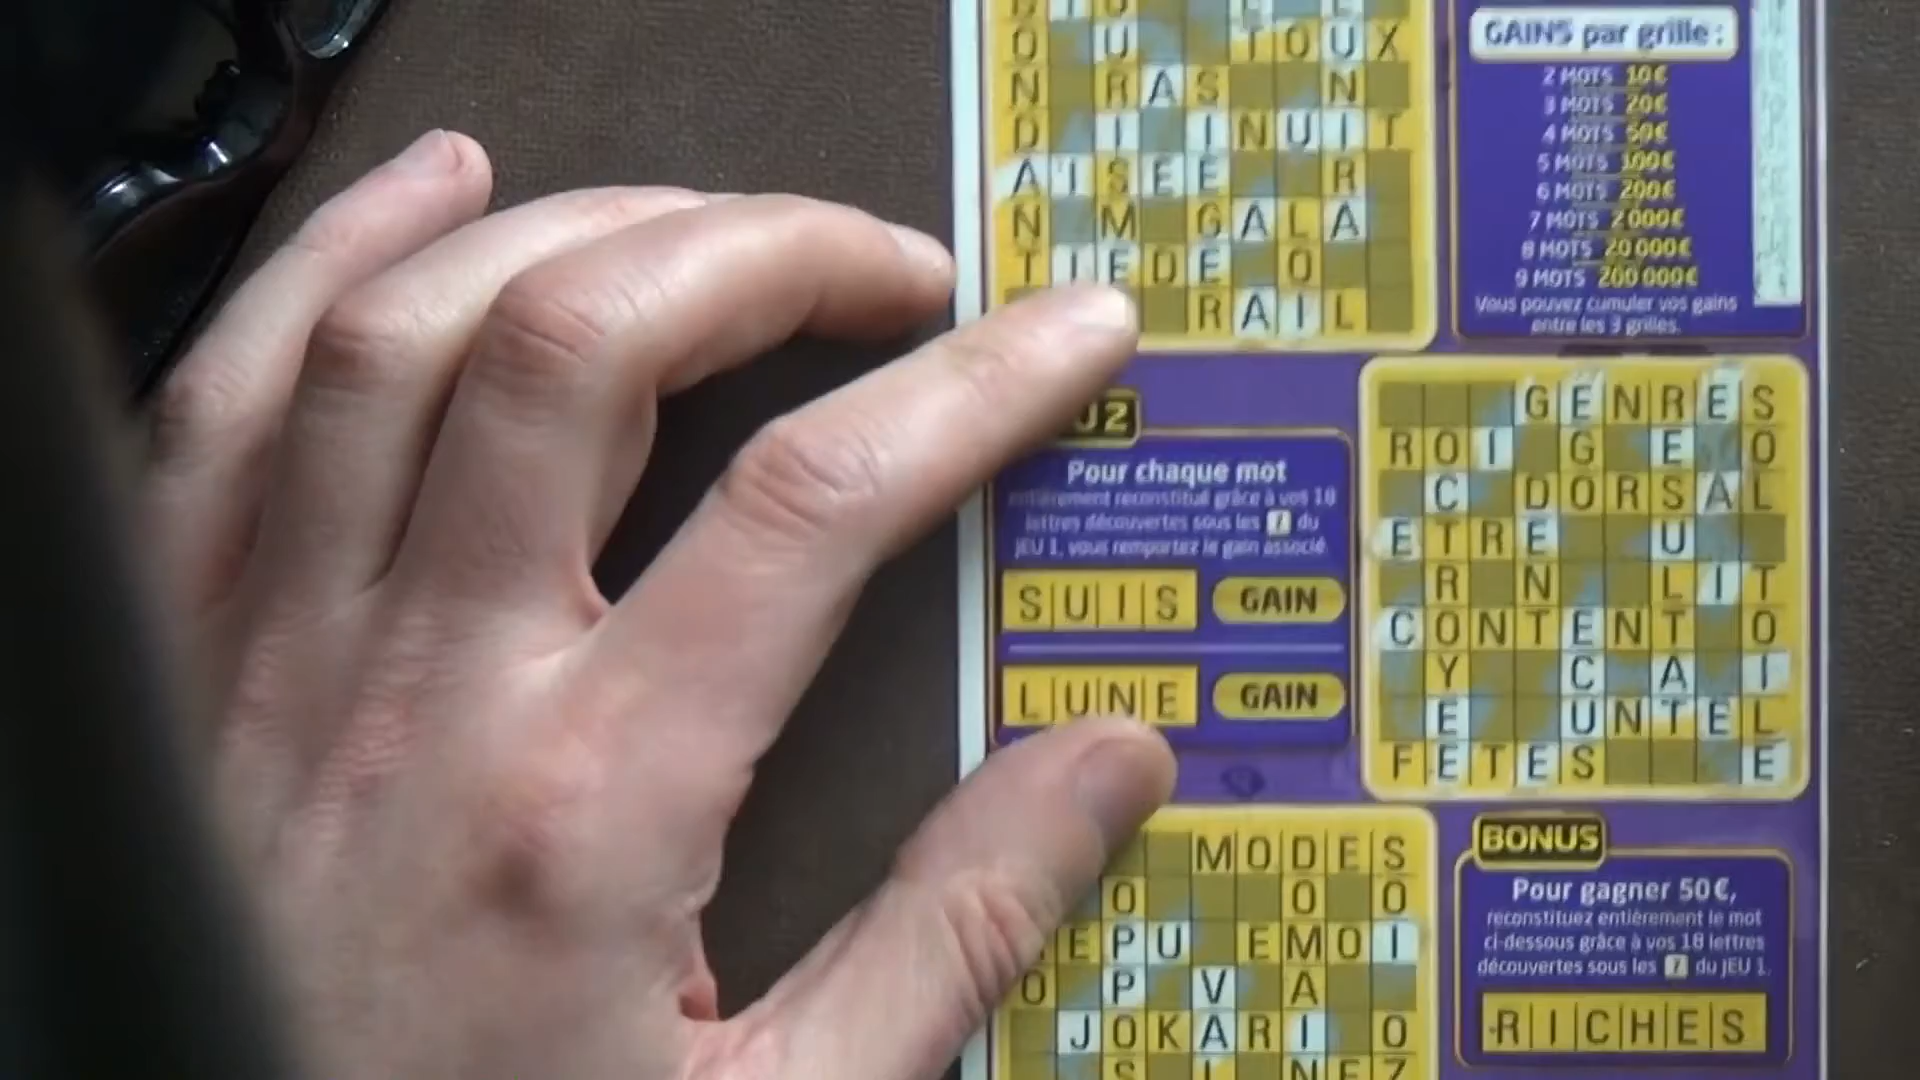 O U TOUX
N RAS N
D I INUIT
AISEE R
N M GALA
TIEDE O
RAIL
GAINS par grille :
2 MOTS 10€
3 MOTS 20€
4 MOTS 50€
5 MOTS 100€
6 MOTS 200€
7 MOTS 2 000€
8 MOTS 20 000€
9 MOTS 200 000€
Vous pouvez cumuler vos gains
entre les 3 grilles.
U 2
Pour chaque mot
entièrement reconstitué grâce à vos 18
lettres découvertes sous les ? du
JEU 1, vous remportez le gain associé.
SUIS GAIN
LUNE GAIN
GENRES
ROI G E O
C DORSAL
ETRE U
R N LIT
CONTENT O
Y C A I
E UNTEL
FETES E
MODES
O O O
EPU EMOI
O P V A
JOKARI O
S L NEZ
BONUS
Pour gagner 50€,
reconstituez entièrement le mot
ci-dessous grâce à vos 18 lettres
découvertes sous les ? du JEU 1.
RICHES